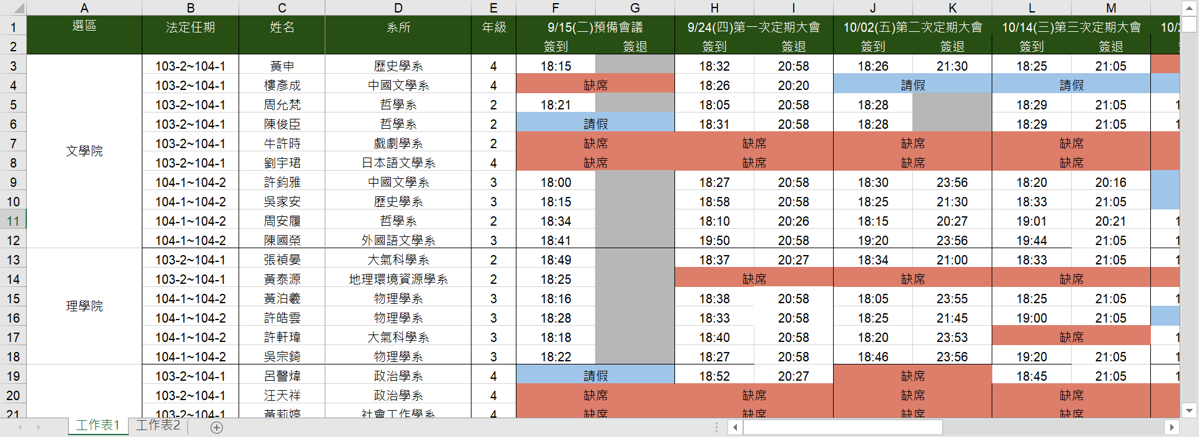 A B C D E F G H I J K L M
1 選區 法定任期 姓名 系所 年級 9/15(二)預備會議 9/24(四)第一次定期大會 10/02(五)第二次定期大會 10/14(三)第三次定期大會
2 簽到 簽退 簽到 簽退 簽到 簽退 簽到 簽退
3 103-2~104-1 黃申 歷史學系 4 18:15 18:32 20:58 18:26 21:30 18:25 21:05
4 103-2~104-1 樓彥成 中國文學系 4 缺席 18:26 20:20 請假 請假
5 103-2~104-1 周允梵 哲學系 2 18:21 18:05 20:58 18:28 18:29 21:05
6 103-2~104-1 陳俊臣 哲學系 2 請假 18:31 20:58 18:28 18:29 21:05
7 文學院 103-2~104-1 牛許時 戲劇學系 2 缺席 缺席 缺席 缺席
8 103-2~104-1 劉宇珺 日本語文學系 4 缺席 缺席 缺席 缺席
9 104-1~104-2 許鈞雅 中國文學系 3 18:00 18:27 20:58 18:30 23:56 18:20 20:16
10 104-1~104-2 吳家安 歷史學系 3 18:15 18:58 20:58 18:25 21:30 18:33 21:05
11 104-1~104-2 周安履 哲學系 2 18:34 18:10 20:26 18:15 20:27 19:01 20:21
12 104-1~104-2 陳國榮 外國語文學系 3 18:41 19:50 20:58 19:20 23:56 19:44 21:05
13 103-2~104-1 張禎晏 大氣科學系 2 18:49 18:37 20:27 18:34 21:00 18:33 21:05
14 103-2~104-1 黃泰源 地理環境資源學系 2 18:25 缺席 缺席 缺席
15 理學院 104-1~104-2 黃泊羲 物理學系 3 18:16 18:38 20:58 18:05 23:55 18:25 21:05
16 104-1~104-2 許皓雲 物理學系 3 18:28 18:33 20:58 18:25 21:45 19:00 21:05
17 104-1~104-2 許軒瑋 大氣科學系 3 18:18 18:40 20:58 18:20 23:53 缺席
18 104-1~104-2 吳宗錡 物理學系 3 18:22 18:27 20:58 18:46 23:56 19:20 21:05
19 103-2~104-1 呂謦煒 政治學系 4 請假 18:52 20:27 缺席 18:45 21:05
20 103-2~104-1 汪天祥 政治學系 4 缺席 缺席 缺席 缺席
21 103-2~104-1 黃莉婷 社會工作學系 4 缺席 缺席 缺席 缺席
工作表1 工作表2